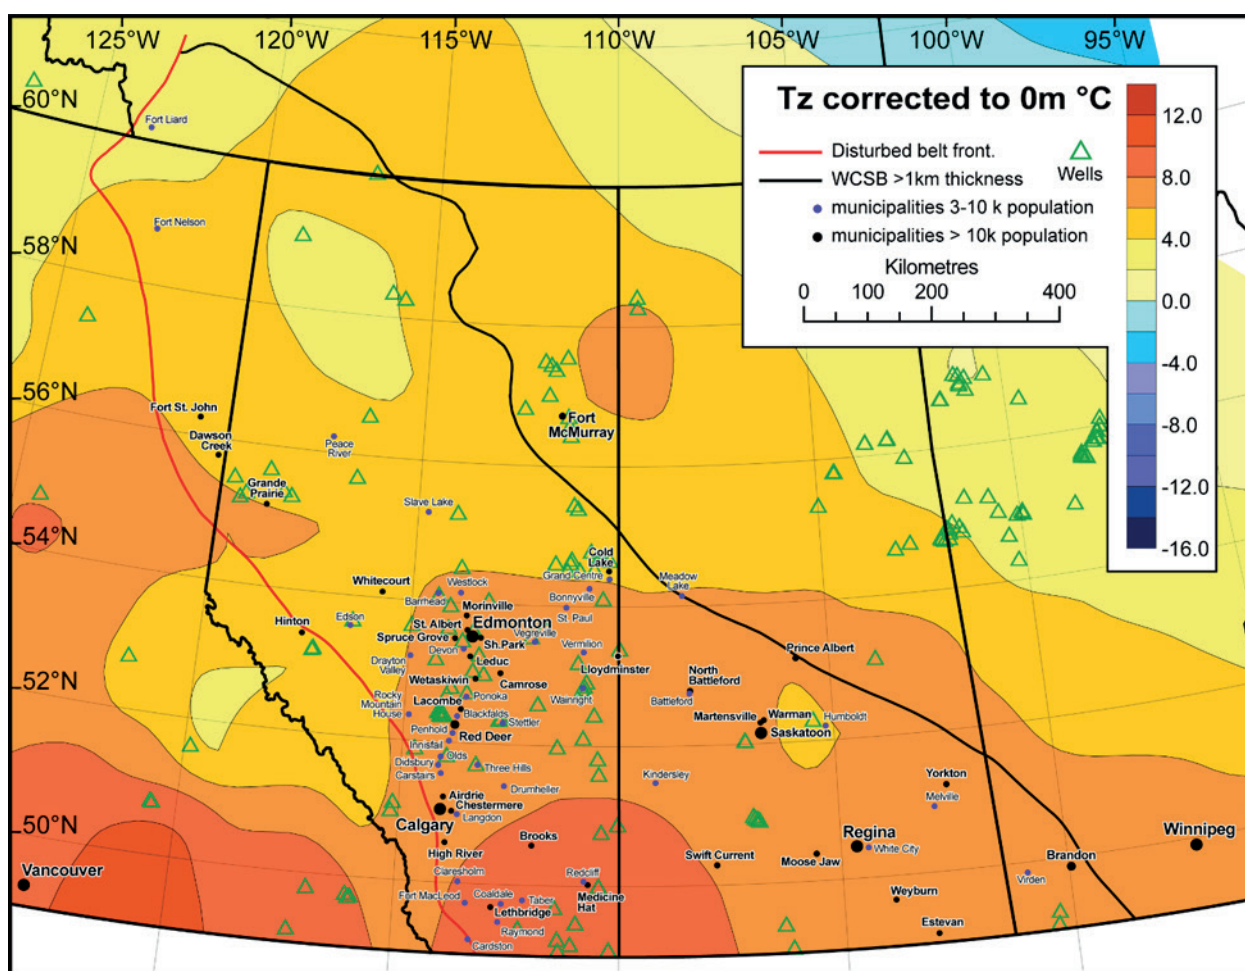 125°W 120°W 115°W 110°W 105°W 100°W 95°W
Tz corrected to 0m °C
Disturbed belt front.
WCSB >1km thickness
Wells
municipalities 3-10 k population
municipalities > 10k population
Kilometres
0 100 200 400
12.0
8.0
4.0
0.0
-4.0
-8.0
-12.0
-16.0
60°N
Fort Liard
Fort Nelson
58°N
56°N
Fort St. John
Dawson
Creek
Peace
River
Fort
McMurray
Grande
Prairie
Slave Lake
54°N
Cold
Lake
Grand Centre
Whitecourt
Westlock
Barrhead
Bonnyville
Meadow
Lake
Morinville
St. Paul
Hinton
Edson
St. Albert
Edmonton
Spruce Grove
Sh.Park
Vegreville
Devon
Vermilion
Drayton
Valley
Leduc
Lloydminster
Prince Albert
Wetaskiwin
Camrose
North
Battleford
Battleford
52°N
Rocky
Mountain
House
Ponoka
Wainright
Lacombe
Blackfalds
Stettler
Penhold
Red Deer
Martensville
Warman
Humboldt
Saskatoon
Innisfail
Olds
Didsbury
Three Hills
Carstairs
Drumheller
Kindersley
Yorkton
Melville
Airdrie
Chestermere
Langdon
50°N
Calgary
Brooks
High River
Regina
White City
Winnipeg
Swift Current
Moose Jaw
Brandon
Virden
Vancouver
Claresholm
Redcliff
Medicine
Hat
Fort MacLeod
Coaldale
Taber
Lethbridge
Raymond
Cardston
Weyburn
Estevan